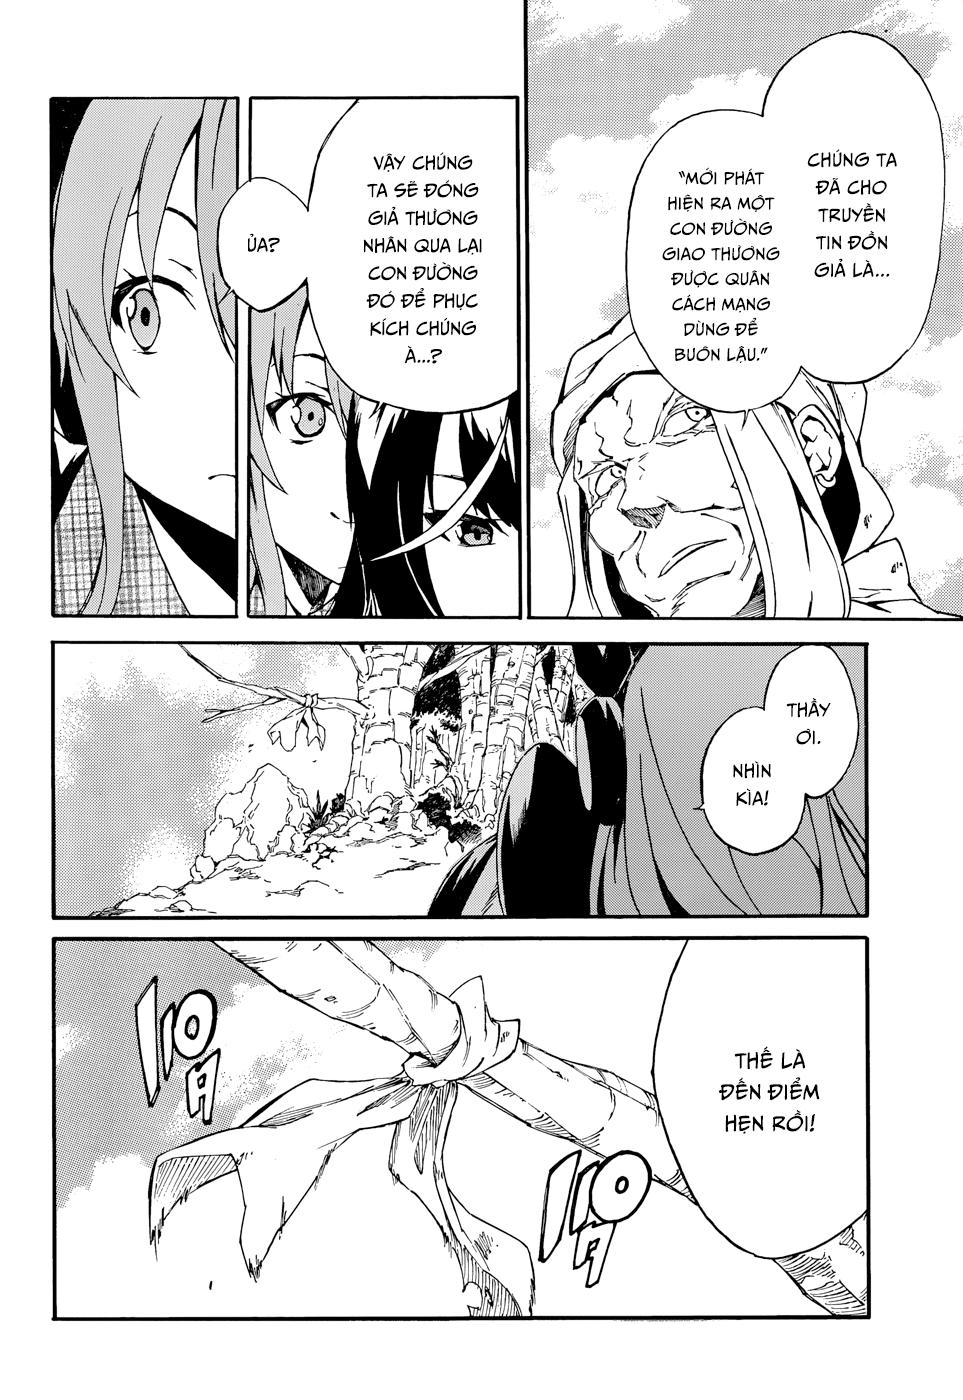 CHÚNG TA
ĐÃ CHO
TRUYỀN
TIN ĐỒN
GIẢ LÀ...
"MỚI PHÁT
HIỆN RA MỘT
CON ĐƯỜNG
GIAO THƯƠNG
ĐƯỢC QUÂN
CÁCH MẠNG
DÙNG ĐỂ
BUÔN LẬU."
VẬY CHÚNG
TA SẼ ĐÓNG
GIẢ THƯƠNG
NHÂN QUA LẠI
CON ĐƯỜNG
ĐÓ ĐỂ PHỤC
KÍCH CHÚNG
À...?
ỦA?
THẦY
ƠI.
NHÌN
KÌA!
THẾ LÀ
ĐẾN ĐIỂM
HẸN RỒI!